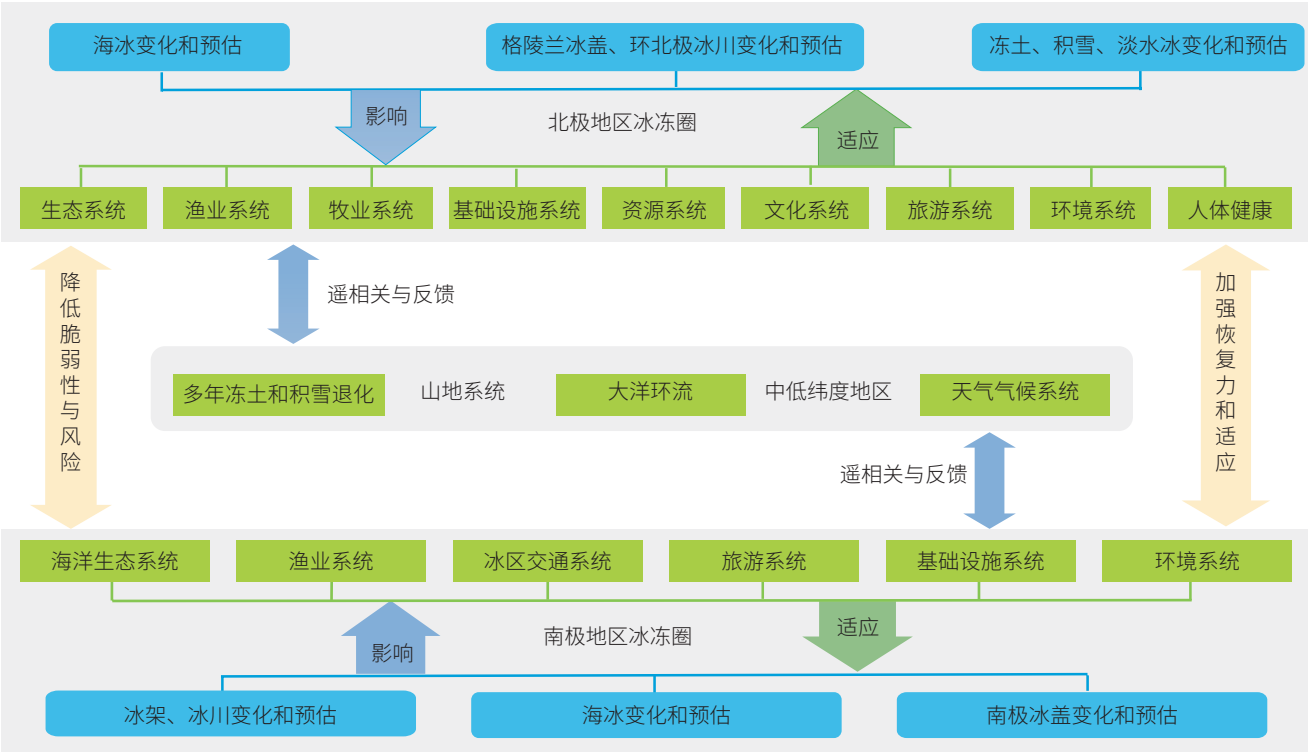 海冰变化和预估
格陵兰冰盖、环北极冰川变化和预估
冻土、积雪、淡水冰变化和预估
影响
北极地区冰冻圈
适应
生态系统
渔业系统
牧业系统
基础设施系统
资源系统
文化系统
旅游系统
环境系统
人体健康
降低脆弱性与风险
遥相关与反馈
加强恢复力和适应
多年冻土和积雪退化
山地系统
大洋环流
中低纬度地区
天气气候系统
遥相关与反馈
海洋生态系统
渔业系统
冰区交通系统
旅游系统
基础设施系统
环境系统
影响
南极地区冰冻圈
适应
冰架、冰川变化和预估
海冰变化和预估
南极冰盖变化和预估